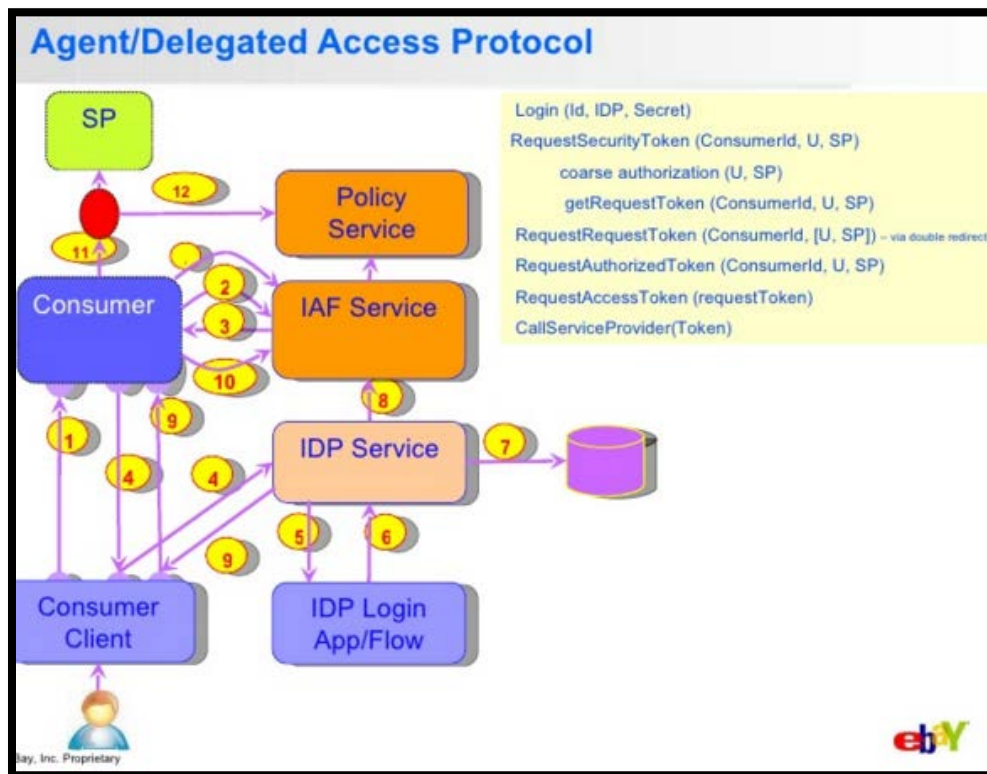 Agent/Delegated Access Protocol
SP
12
Policy
Service
11
.
2
Consumer
IAF Service
3
10
8
1
9
IDP Service
7
4
4
5
6
9
Consumer
Client
IDP Login
App/Flow
Login (Id, IDP, Secret)
RequestSecurityToken (ConsumerId, U, SP)
coarse authorization (U, SP)
getRequestToken (ConsumerId, U, SP)
RequestRequestToken (ConsumerId, [U, SP]) – via double redirect
RequestAuthorizedToken (ConsumerId, U, SP)
RequestAccessToken (requestToken)
CallServiceProvider(Token)
Bay, Inc. Proprietary
ebaY